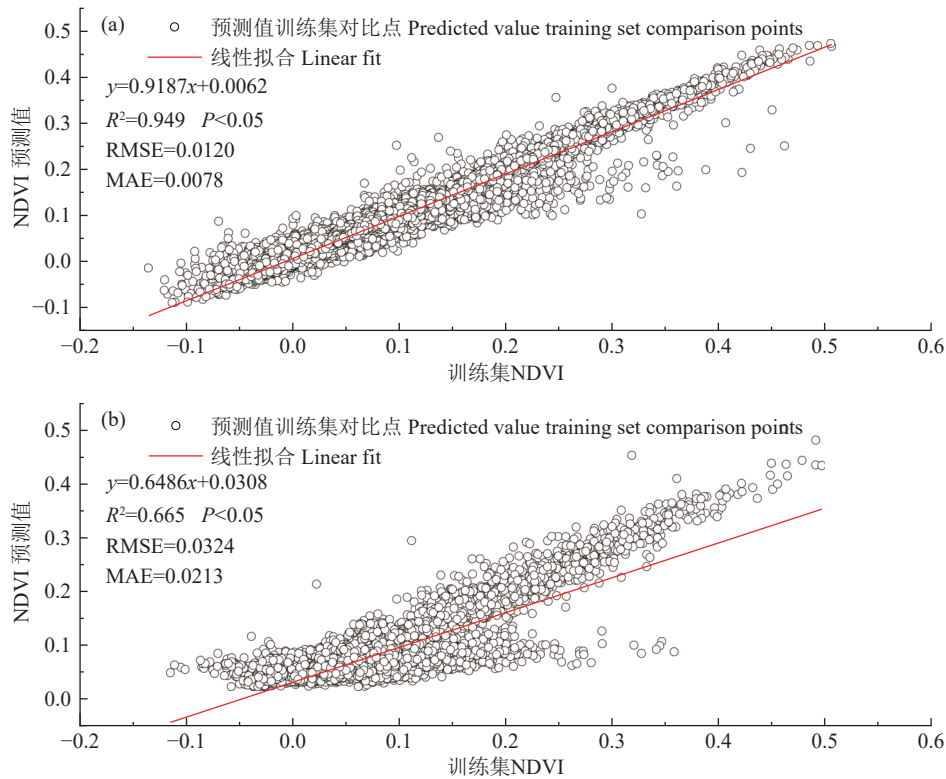 (a) 预测值训练集对比点 Predicted value training set comparison points
线性拟合 Linear fit
y=0.9187x+0.0062
R²=0.949 P<0.05
RMSE=0.0120
MAE=0.0078
NDVI 预测值
0.5
0.4
0.3
0.2
0.1
0.0
−0.1
−0.2 −0.1 0.0 0.1 0.2 0.3 0.4 0.5 0.6
训练集NDVI
(b) 预测值训练集对比点 Predicted value training set comparison points
线性拟合 Linear fit
y=0.6486x+0.0308
R²=0.665 P<0.05
RMSE=0.0324
MAE=0.0213
NDVI 预测值
0.5
0.4
0.3
0.2
0.1
0.0
−0.2 −0.1 0.0 0.1 0.2 0.3 0.4 0.5 0.6
训练集NDVI